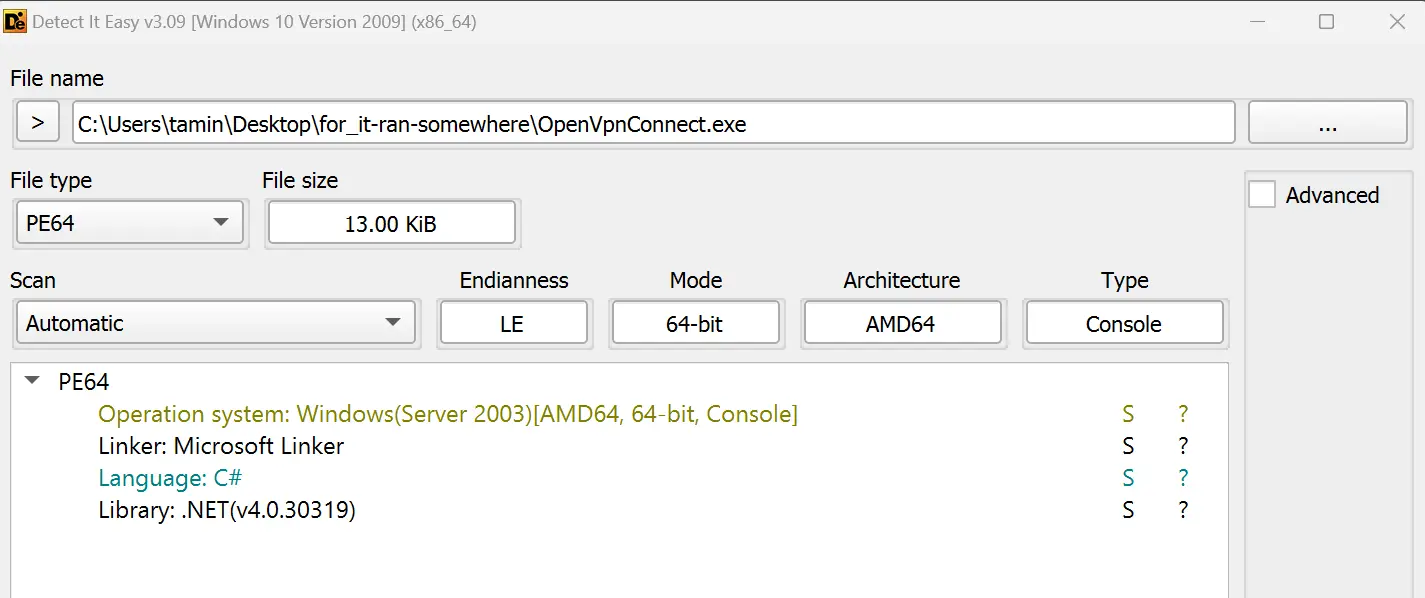 Detect It Easy v3.09 [Windows 10 Version 2009] (x86_64)
File name
> C:\Users\tamin\Desktop\for_it-ran-somewhere\OpenVpnConnect.exe ...
File type File size
PE64 13.00 KiB Advanced
Scan Endianness Mode Architecture Type
Automatic LE 64-bit AMD64 Console
PE64
Operation system: Windows(Server 2003)[AMD64, 64-bit, Console] S ?
Linker: Microsoft Linker S ?
Language: C# S ?
Library: .NET(v4.0.30319) S ?